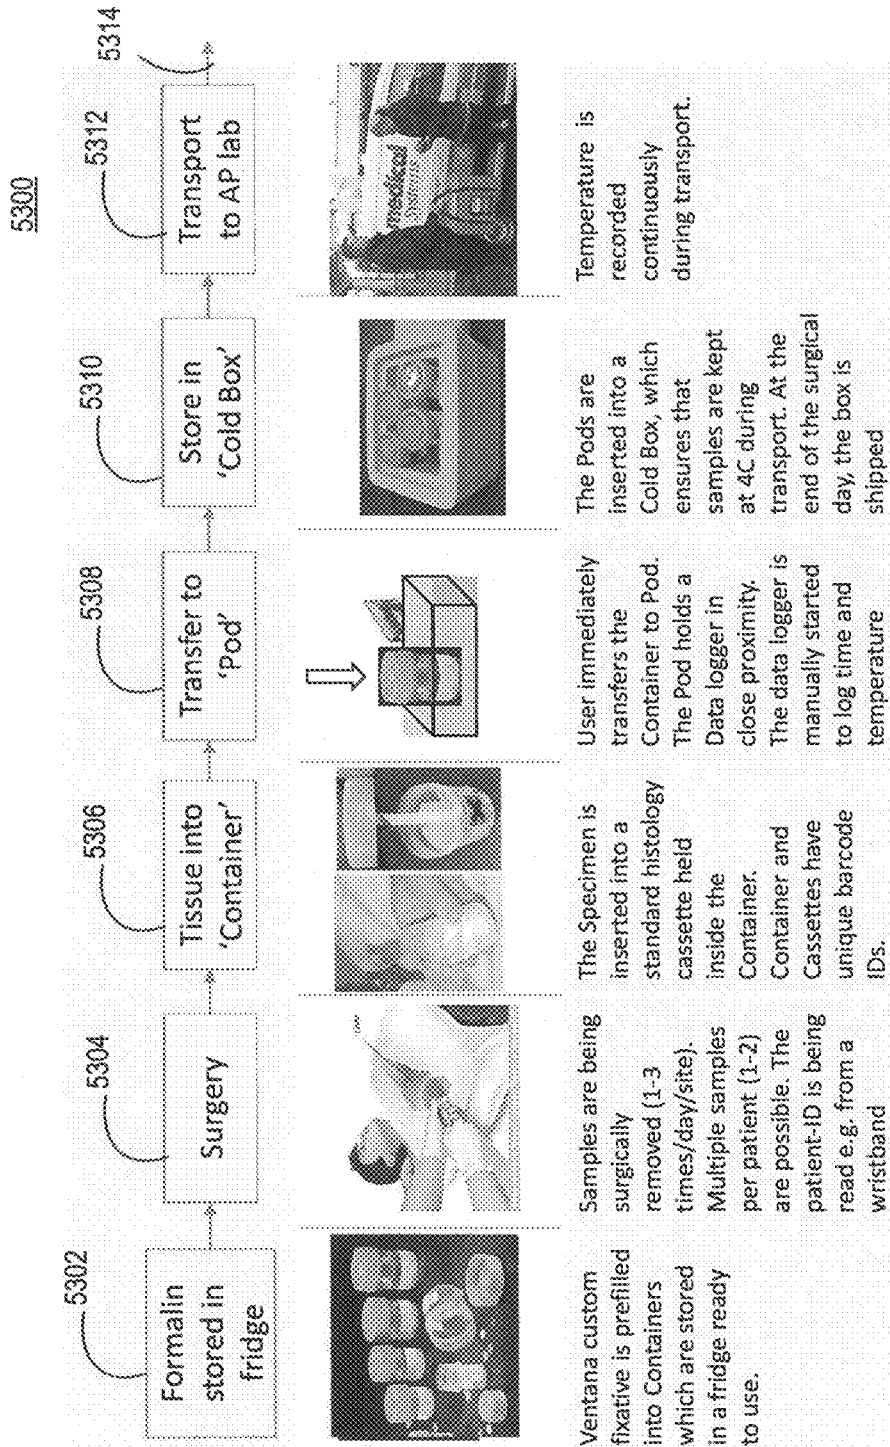 5300
5302
Formalin
stored in
fridge
Ventana custom
fixative is prefilled
into Containers
which are stored
in a fridge ready
to use.
5304
Surgery
Samples are being
surgically
removed (1-3
times/day/site).
Multiple samples
per patient (1-2)
are possible. The
patient-ID is being
read e.g. from a
wristband
5306
Tissue into
‘Container’
The Specimen is
inserted into a
standard histology
cassette held
inside the
Container.
Container and
Cassettes have
unique barcode
IDs.
5308
Transfer to
‘Pod’
User immediately
transfers the
Container to Pod.
The Pod holds a
Data logger in
close proximity.
The data logger is
manually started
to log time and
temperature
5310
Store in
‘Cold Box’
The Pods are
inserted into a
Cold Box, which
ensures that
samples are kept
at 4C during
transport. At the
end of the surgical
day, the box is
shipped
5312
Transport
to AP lab
5314
medical
Temperature is
recorded
continuously
during transport.